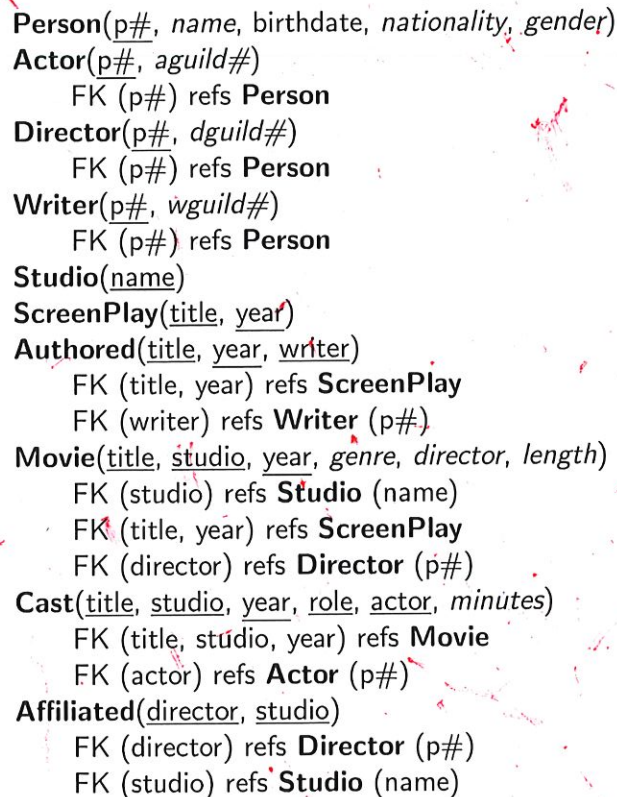 Person(p#, name, birthdate, nationality, gender)
Actor(p#, aguild#)
FK (p#) refs Person
Director(p#, dguild#)
FK (p#) refs Person
Writer(p#, wguild#)
FK (p#) refs Person
Studio(name)
ScreenPlay(title, year)
Authored(title, year, writer)
FK (title, year) refs ScreenPlay
FK (writer) refs Writer (p#)
Movie(title, studio, year, genre, director, length)
FK (studio) refs Studio (name)
FK (title, year) refs ScreenPlay
FK (director) refs Director (p#)
Cast(title, studio, year, role, actor, minutes)
FK (title, studio, year) refs Movie
FK (actor) refs Actor (p#)
Affiliated(director, studio)
FK (director) refs Director (p#)
FK (studio) refs Studio (name)